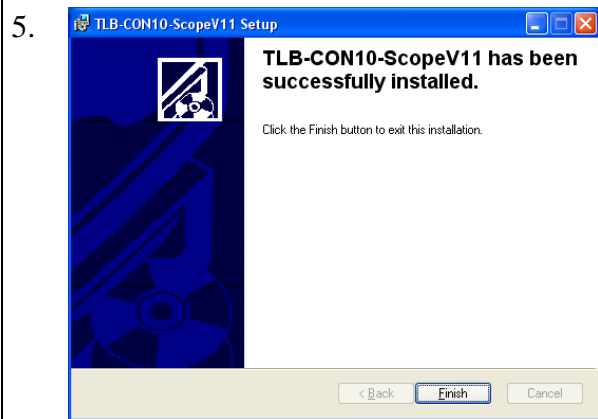 5.
TLB-CON10-ScopeV11 Setup
TLB-CON10-ScopeV11 has been
successfully installed.
Click the Finish button to exit this installation.
< Back Finish Cancel